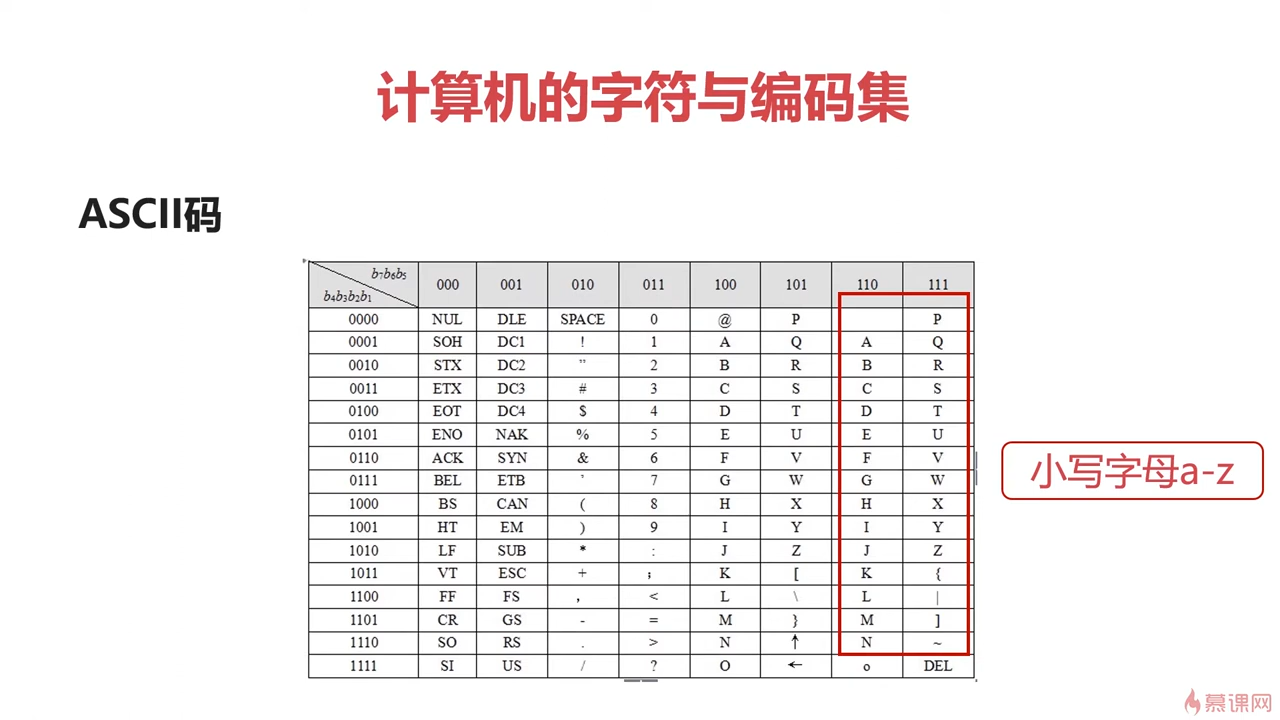 计算机的字符与编码集
ASCII码
b7b6b5
b4b3b2b1
000 001 010 011 100 101 110 111
0000 NUL DLE SPACE 0 @ P P
0001 SOH DC1 ! 1 A Q A Q
0010 STX DC2 ” 2 B R B R
0011 ETX DC3 # 3 C S C S
0100 EOT DC4 $ 4 D T D T
0101 ENO NAK % 5 E U E U
0110 ACK SYN & 6 F V F V
0111 BEL ETB ’ 7 G W G W
1000 BS CAN ( 8 H X H X
1001 HT EM ) 9 I Y I Y
1010 LF SUB * : J Z J Z
1011 VT ESC + ; K [ K {
1100 FF FS , < L \ L |
1101 CR GS - = M } M ]
1110 SO RS . > N ↑ N ~
1111 SI US / ? O ← o DEL
小写字母a-z
慕课网